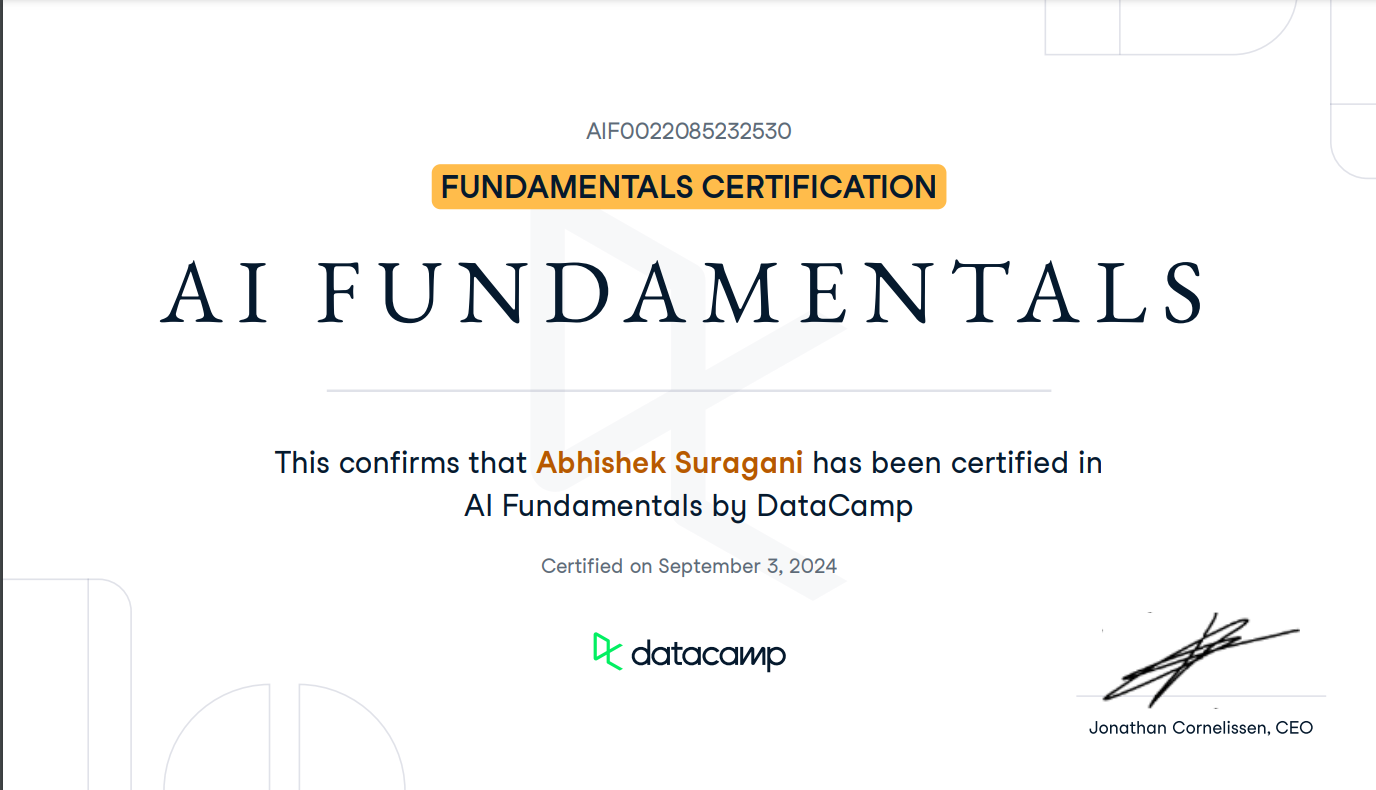 AIF0022085232530
FUNDAMENTALS CERTIFICATION
AI FUNDAMENTALS
This confirms that Abhishek Suragani has been certified in
AI Fundamentals by DataCamp
Certified on September 3, 2024
datacamp
Jonathan Cornelissen, CEO